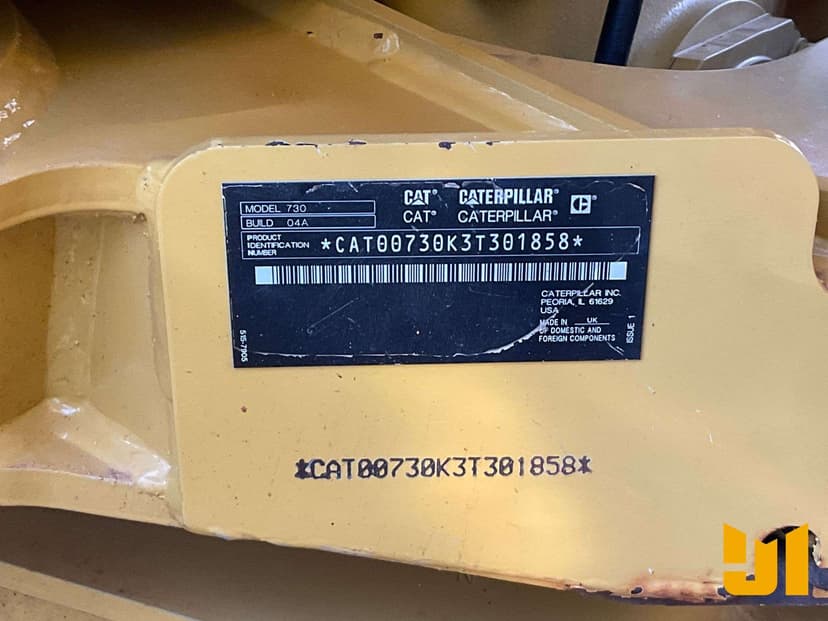 MODEL 730
BUILD 04A
CAT CATERPILLAR
CAT® CATERPILLAR®
PRODUCT
IDENTIFICATION
NUMBER
*CAT00730K3T301858*
CATERPILLAR INC.
PEORIA, IL 61629
USA
MADE IN UK
OF DOMESTIC AND
FOREIGN COMPONENTS
ISSUE 1
515-7905
*CAT00730K3T301858*